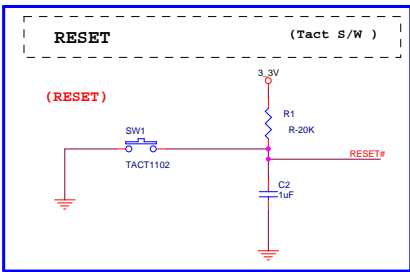 RESET (Tact S/W )
3_3V
(RESET)
R1
R-20K
SW1
RESET#
TACT1102
C2
1uF